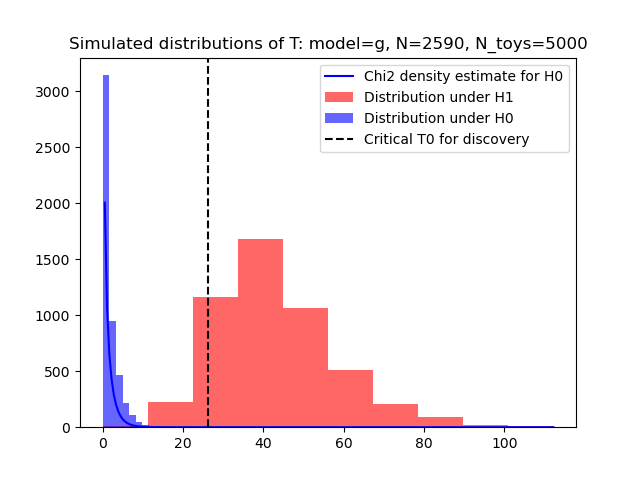 Simulated distributions of T: model=g, N=2590, N_toys=5000
Chi2 density estimate for H0
Distribution under H1
Distribution under H0
Critical T0 for discovery
3000
2500
2000
1500
1000
500
0
0 20 40 60 80 100